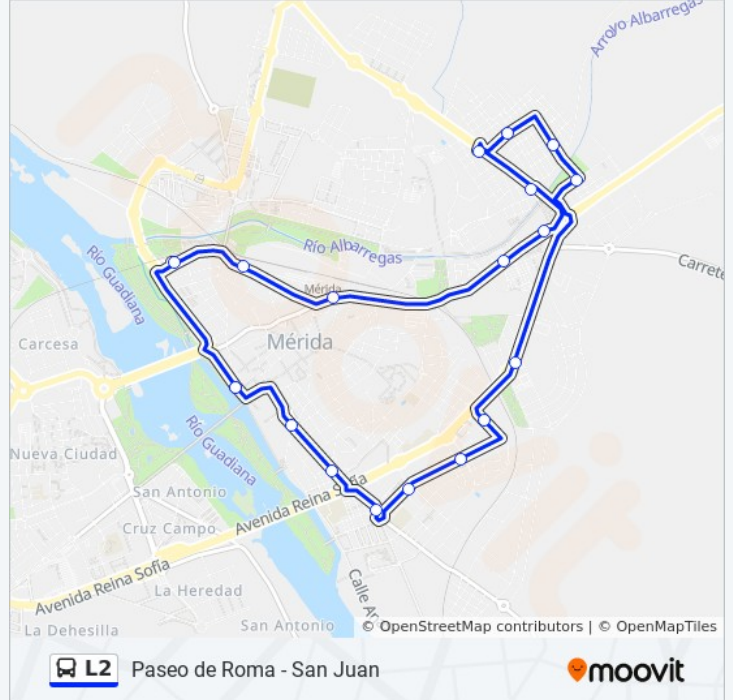 Arroyo Albarregas
Río Albarregas
Río Guadiana
Carrete
Mérida
Mérida
Carcesa
Río Guadiana
Nueva Ciudad
San Antonio
Avenida Reina Sofía
Cruz Campo
Avenida Reina Sofía
La Heredad
Calle A
San Antonio
La Dehesilla
© OpenStreetMap contributors | © OpenMapTiles
L2 Paseo de Roma - San Juan
moovit